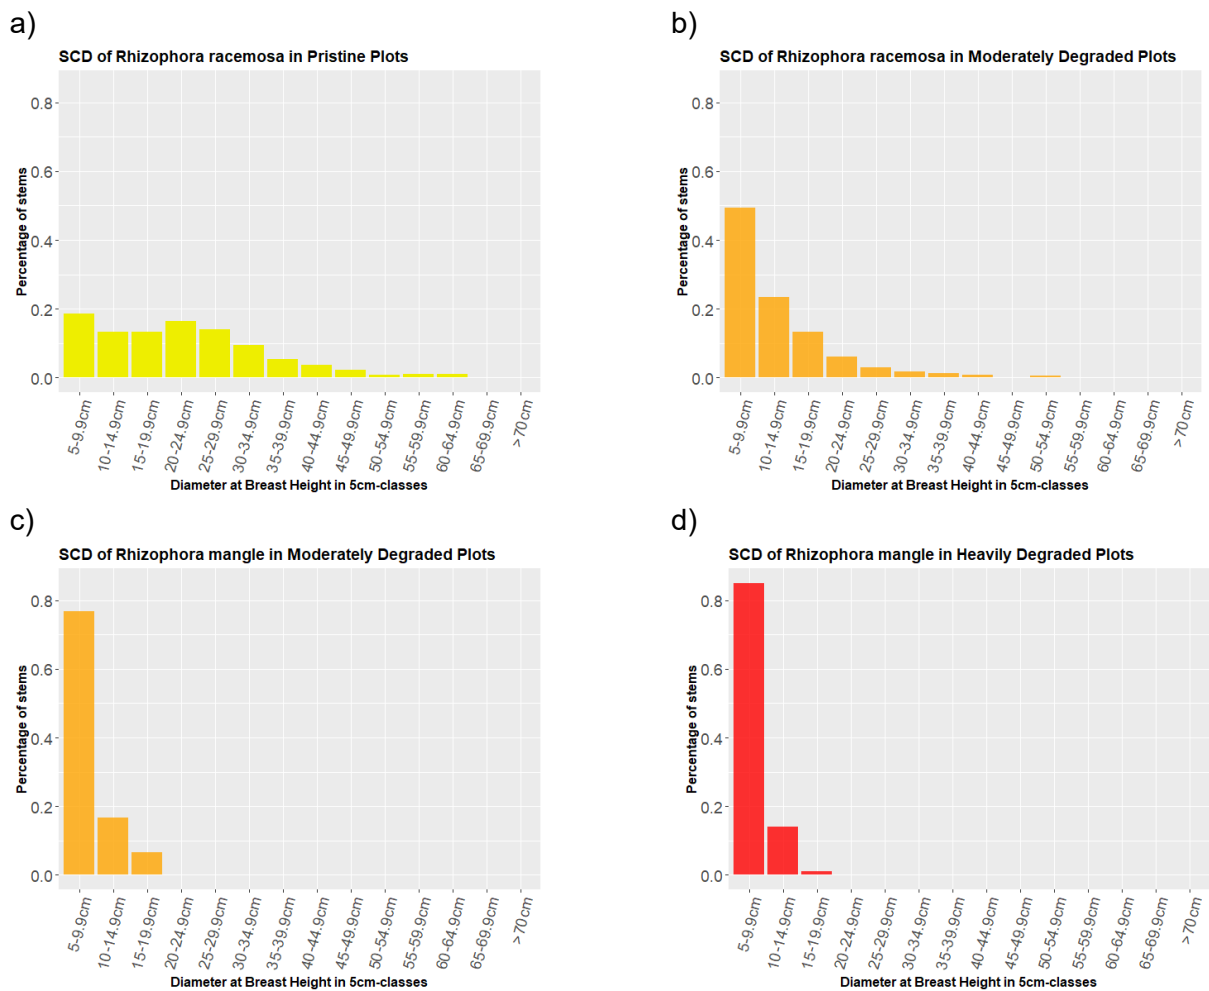 a)
SCD of Rhizophora racemosa in Pristine Plots
Percentage of stems
0.8
0.6
0.4
0.2
0.0
5-9.9cm
10-14.9cm
15-19.9cm
20-24.9cm
25-29.9cm
30-34.9cm
35-39.9cm
40-44.9cm
45-49.9cm
50-54.9cm
55-59.9cm
60-64.9cm
65-69.9cm
>70cm
Diameter at Breast Height in 5cm-classes
b)
SCD of Rhizophora racemosa in Moderately Degraded Plots
Percentage of stems
0.8
0.6
0.4
0.2
0.0
5-9.9cm
10-14.9cm
15-19.9cm
20-24.9cm
25-29.9cm
30-34.9cm
35-39.9cm
40-44.9cm
45-49.9cm
50-54.9cm
55-59.9cm
60-64.9cm
65-69.9cm
>70cm
Diameter at Breast Height in 5cm-classes
c)
SCD of Rhizophora mangle in Moderately Degraded Plots
Percentage of stems
0.8
0.6
0.4
0.2
0.0
5-9.9cm
10-14.9cm
15-19.9cm
20-24.9cm
25-29.9cm
30-34.9cm
35-39.9cm
40-44.9cm
45-49.9cm
50-54.9cm
55-59.9cm
60-64.9cm
65-69.9cm
>70cm
Diameter at Breast Height in 5cm-classes
d)
SCD of Rhizophora mangle in Heavily Degraded Plots
Percentage of stems
0.8
0.6
0.4
0.2
0.0
5-9.9cm
10-14.9cm
15-19.9cm
20-24.9cm
25-29.9cm
30-34.9cm
35-39.9cm
40-44.9cm
45-49.9cm
50-54.9cm
55-59.9cm
60-64.9cm
65-69.9cm
>70cm
Diameter at Breast Height in 5cm-classes